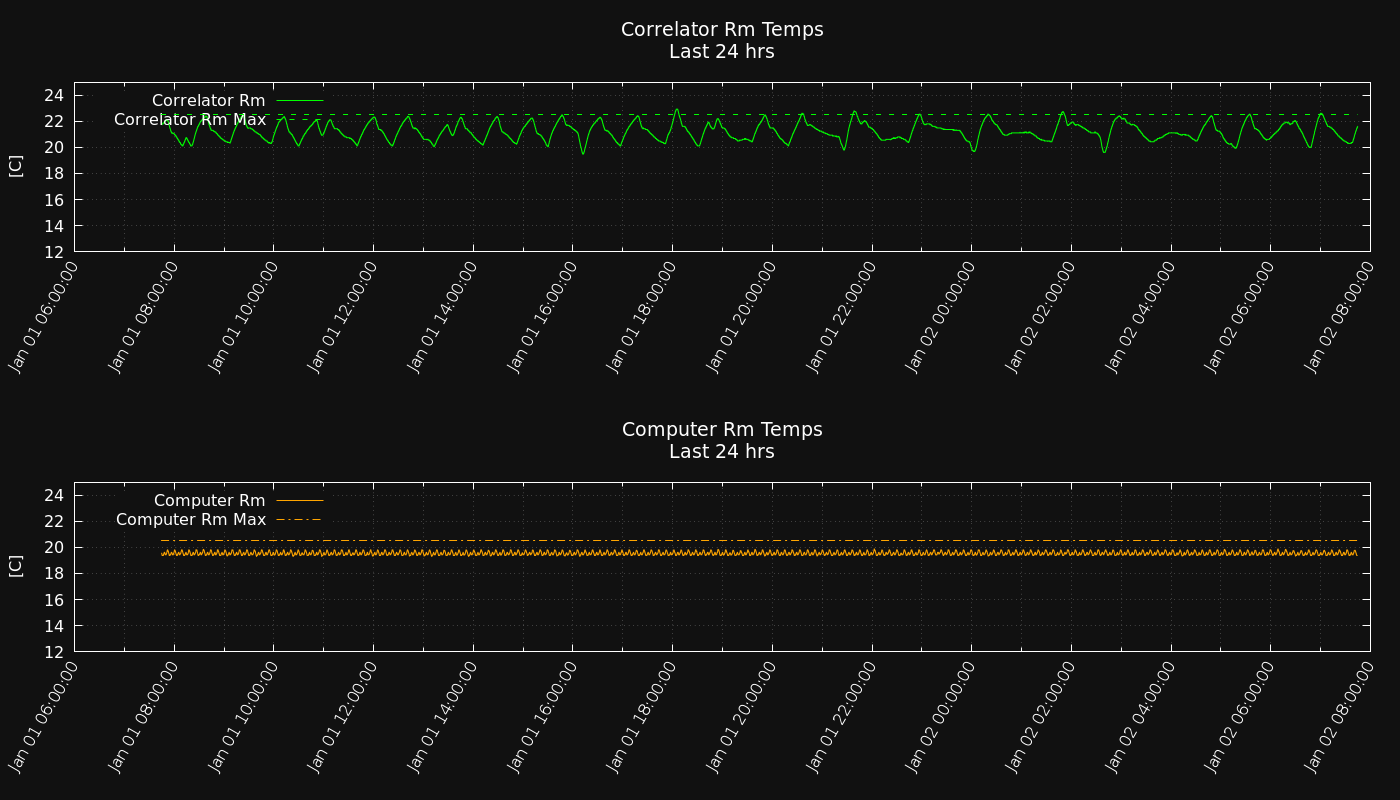 Correlator Rm Temps
Last 24 hrs
Correlator Rm
Correlator Rm Max
[C]
24
22
20
18
16
14
12
Jan 01 06:00:00
Jan 01 08:00:00
Jan 01 10:00:00
Jan 01 12:00:00
Jan 01 14:00:00
Jan 01 16:00:00
Jan 01 18:00:00
Jan 01 20:00:00
Jan 01 22:00:00
Jan 02 00:00:00
Jan 02 02:00:00
Jan 02 04:00:00
Jan 02 06:00:00
Jan 02 08:00:00
Computer Rm Temps
Last 24 hrs
Computer Rm
Computer Rm Max
[C]
24
22
20
18
16
14
12
Jan 01 06:00:00
Jan 01 08:00:00
Jan 01 10:00:00
Jan 01 12:00:00
Jan 01 14:00:00
Jan 01 16:00:00
Jan 01 18:00:00
Jan 01 20:00:00
Jan 01 22:00:00
Jan 02 00:00:00
Jan 02 02:00:00
Jan 02 04:00:00
Jan 02 06:00:00
Jan 02 08:00:00